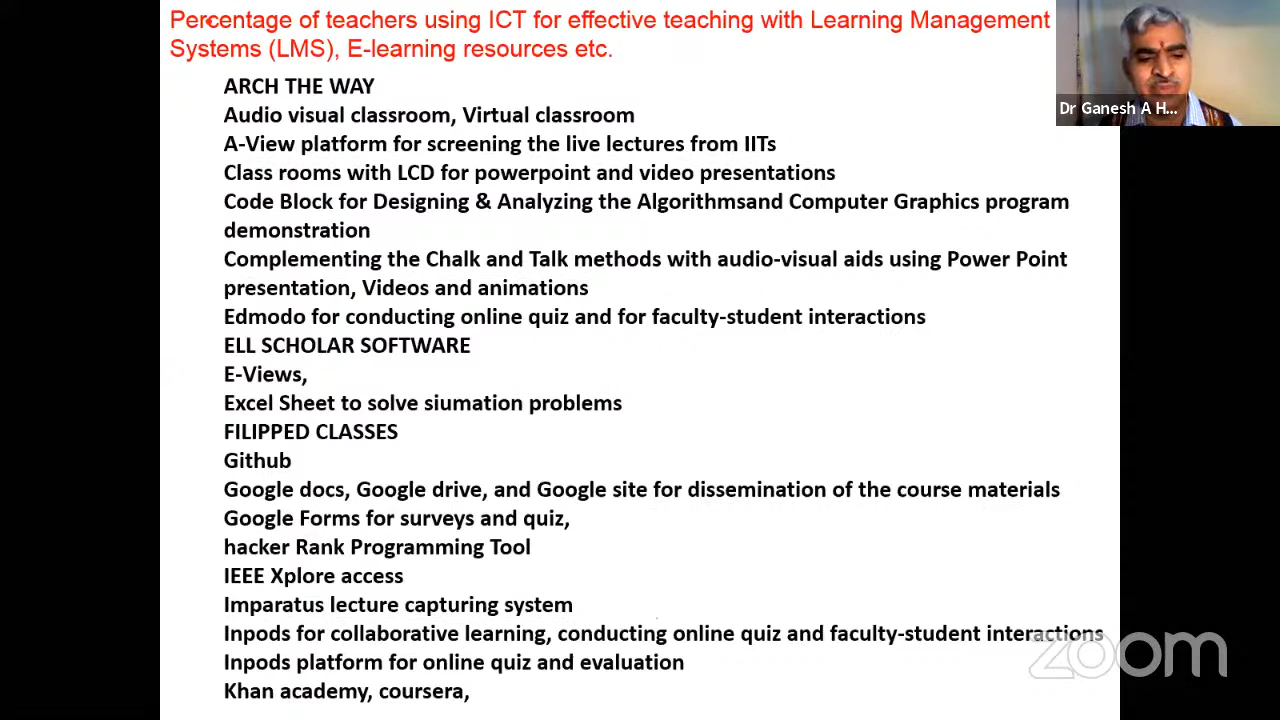 Percentage of teachers using ICT for effective teaching with Learning Management
Systems (LMS), E-learning resources etc.
Dr Ganesh A H...
ARCH THE WAY
Audio visual classroom, Virtual classroom
A-View platform for screening the live lectures from IITs
Class rooms with LCD for powerpoint and video presentations
Code Block for Designing & Analyzing the Algorithmsand Computer Graphics program
demonstration
Complementing the Chalk and Talk methods with audio-visual aids using Power Point
presentation, Videos and animations
Edmodo for conducting online quiz and for faculty-student interactions
ELL SCHOLAR SOFTWARE
E-Views,
Excel Sheet to solve siumation problems
FILIPPED CLASSES
Github
Google docs, Google drive, and Google site for dissemination of the course materials
Google Forms for surveys and quiz,
hacker Rank Programming Tool
IEEE Xplore access
Imparatus lecture capturing system
Inpods for collaborative learning, conducting online quiz and faculty-student interactions
Inpods platform for online quiz and evaluation
Khan academy, coursera,
zoom